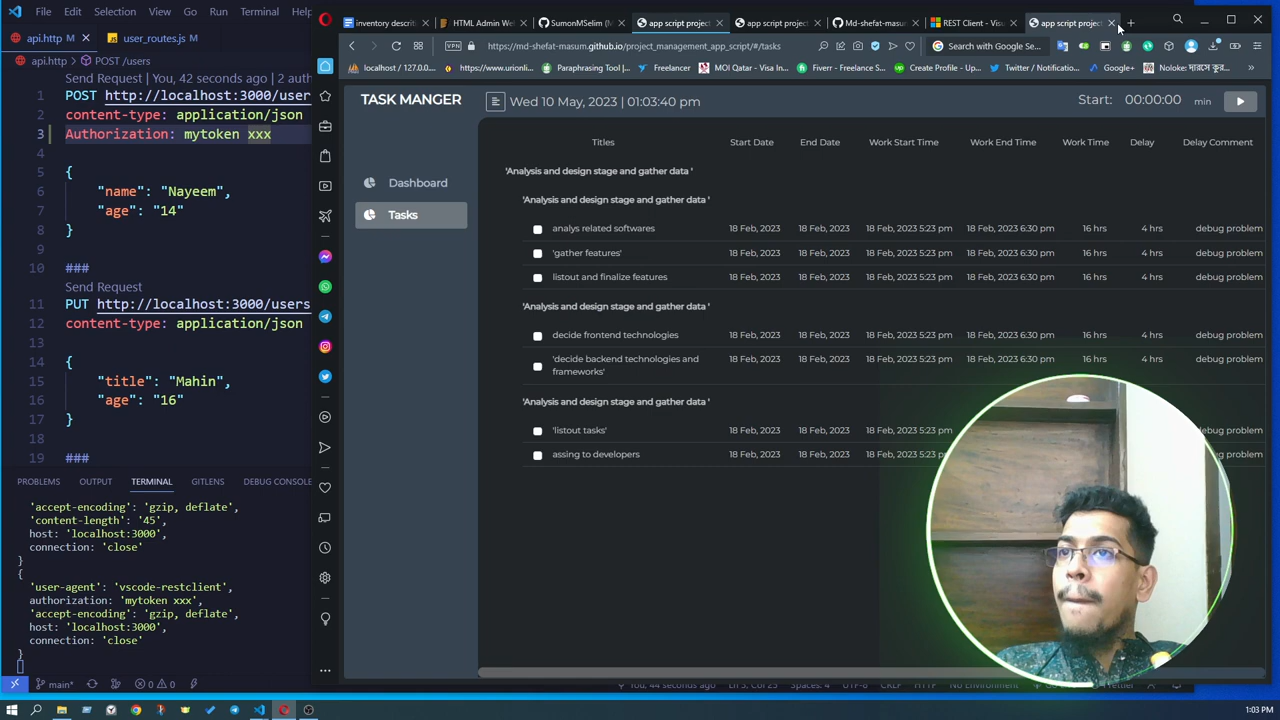 File Edit Selection View Go Run Terminal
inventory descri
HTML Admin We
SumonMSelim (
app script project
app script project
Md-shefat-masum
REST Client - Visu
app script project
api.http
user_routes.js M
VPN
https://md-shefat-masum.github.io/project_management_app_script/#/tasks
Search with Google Se
api.http > POST /users
localhost / 127.0.0.
https://www.urionli
Paraphrasing Tool |
Freelancer
MOI Qatar - Visa In
Fiverr - Freelance S
Create Profile - Up
Twitter / Notificatio
Google+
Noloke: দারসে কুর
Send Request | You, 42 seconds ago | 2 auth
1 POST http://localhost:3000/user
2 content-type: application/json
3 Authorization: mytoken xxx
4
5 {
6 "name": "Nayeem",
7 "age": "14"
8 }
9
10 ###
Send Request
11 PUT http://localhost:3000/users
12 content-type: application/json
13
14 {
15 "title": "Mahin",
16 "age": "16"
17 }
18
19 ###
PROBLEMS OUTPUT TERMINAL GITLENS DEBUG CONSOLE
'accept-encoding': 'gzip, deflate',
'content-length': '45',
host: 'localhost:3000',
connection: 'close'
}
{
'user-agent': 'vscode-restclient',
authorization: 'mytoken xxx',
'accept-encoding': 'gzip, deflate',
host: 'localhost:3000',
connection: 'close'
}
main* 0 0
TASK MANGER
Wed 10 May, 2023 | 01:03:40 pm
Start: 00:00:00 min
Dashboard
Tasks
Titles Start Date End Date Work Start Time Work End Time Work Time Delay Delay Comment
'Analysis and design stage and gather data '
'Analysis and design stage and gather data '
analys related softwares 18 Feb, 2023 18 Feb, 2023 18 Feb, 2023 5:23 pm 18 Feb, 2023 6:30 pm 16 hrs 4 hrs debug problem
'gather features' 18 Feb, 2023 18 Feb, 2023 18 Feb, 2023 5:23 pm 18 Feb, 2023 6:30 pm 16 hrs 4 hrs debug problem
listout and finalize features 18 Feb, 2023 18 Feb, 2023 18 Feb, 2023 5:23 pm 18 Feb, 2023 6:30 pm 16 hrs 4 hrs debug problem
'Analysis and design stage and gather data '
decide frontend technologies 18 Feb, 2023 18 Feb, 2023 18 Feb, 2023 5:23 pm 18 Feb, 2023 6:30 pm 16 hrs 4 hrs debug problem
'decide backend technologies and 18 Feb, 2023 18 Feb, 2023 18 Feb, 2023 5:23 pm 18 Feb, 2023 6:30 pm 16 hrs 4 hrs debug problem
frameworks'
'Analysis and design stage and gather data '
'listout tasks' 18 Feb, 2023 18 Feb, 2023 18 Feb, 2023 5:23 pm debug problem
assing to developers 18 Feb, 2023 18 Feb, 2023 18 Feb, 2023 5:23 pm debug problem
1:03 PM